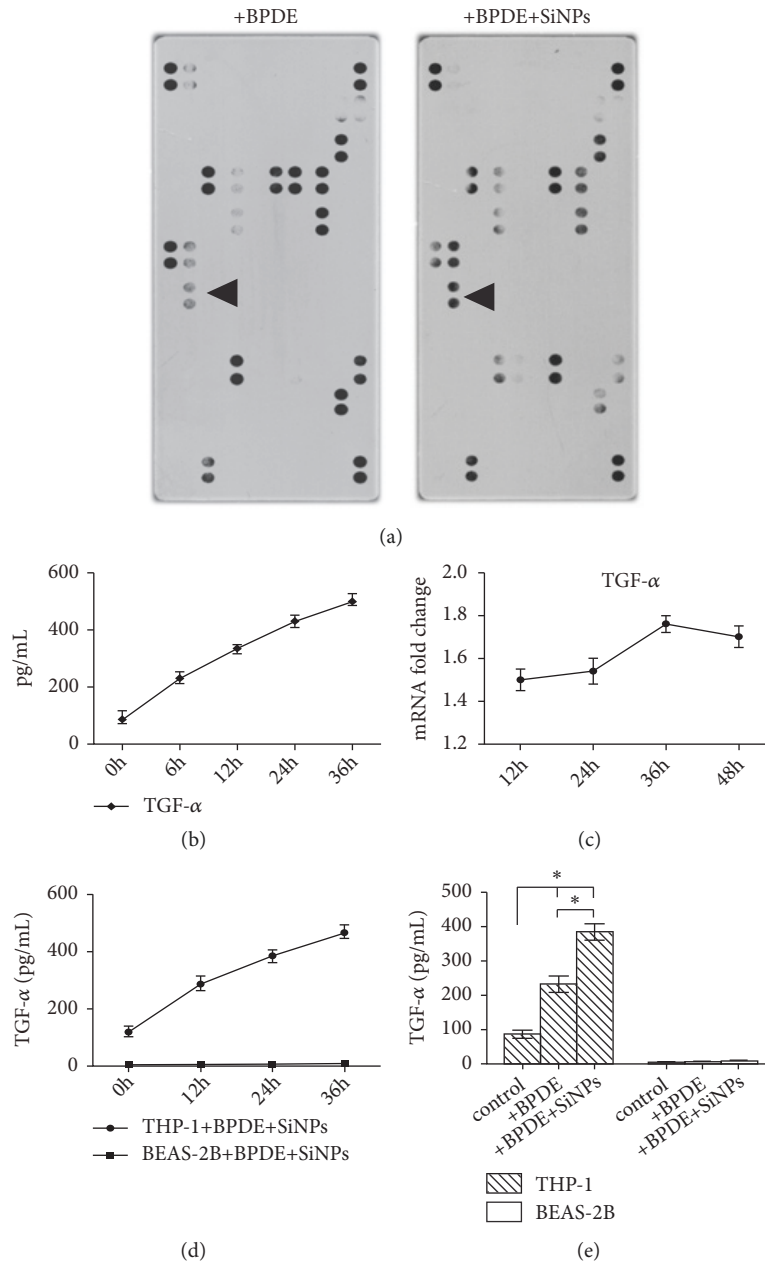 +BPDE
+BPDE+SiNPs
(a)
600
400
200
0
pg/mL
0h
6h
12h
24h
36h
TGF-α
(b)
2.0
1.8
1.6
1.4
1.2
mRNA fold change
TGF-α
12h
24h
36h
48h
(c)
600
400
200
0
TGF-α (pg/mL)
0h
12h
24h
36h
THP-1+BPDE+SiNPs
BEAS-2B+BPDE+SiNPs
(d)
500
400
300
200
100
0
TGF-α (pg/mL)
*
*
control
+BPDE
+BPDE+SiNPs
control
+BPDE
+BPDE+SiNPs
THP-1
BEAS-2B
(e)